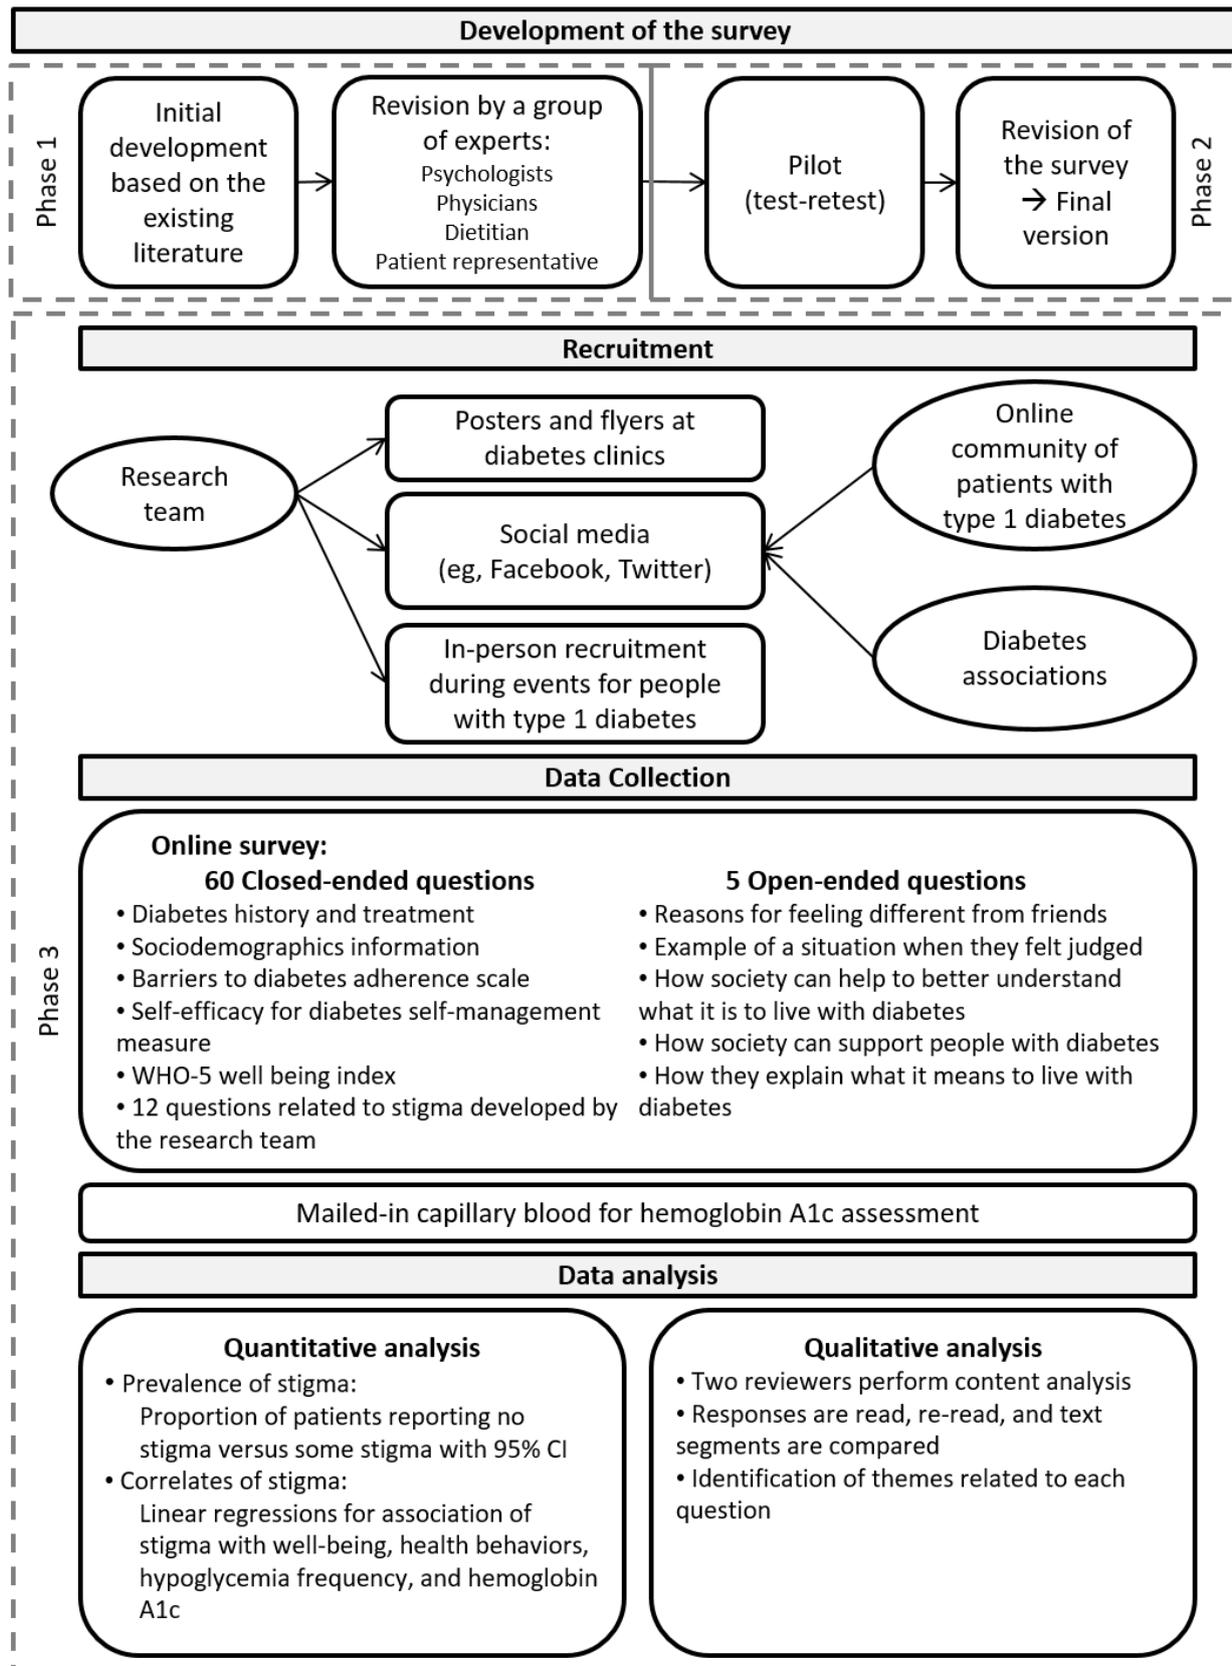 Development of the survey
Phase 1
Initial
development
based on the
existing
literature
Revision by a group
of experts:
Psychologists
Physicians
Dietitian
Patient representative
Pilot
(test-retest)
Revision of
the survey
→ Final
version
Phase 2
Recruitment
Research
team
Posters and flyers at
diabetes clinics
Social media
(eg, Facebook, Twitter)
In-person recruitment
during events for people
with type 1 diabetes
Online
community of
patients with
type 1 diabetes
Diabetes
associations
Phase 3
Data Collection
Online survey:
60 Closed-ended questions
• Diabetes history and treatment
• Sociodemographics information
• Barriers to diabetes adherence scale
• Self-efficacy for diabetes self-management
measure
• WHO-5 well being index
• 12 questions related to stigma developed by
the research team
5 Open-ended questions
• Reasons for feeling different from friends
• Example of a situation when they felt judged
• How society can help to better understand
what it is to live with diabetes
• How society can support people with diabetes
• How they explain what it means to live with
diabetes
Mailed-in capillary blood for hemoglobin A1c assessment
Data analysis
Quantitative analysis
• Prevalence of stigma:
Proportion of patients reporting no
stigma versus some stigma with 95% CI
• Correlates of stigma:
Linear regressions for association of
stigma with well-being, health behaviors,
hypoglycemia frequency, and hemoglobin
A1c
Qualitative analysis
• Two reviewers perform content analysis
• Responses are read, re-read, and text
segments are compared
• Identification of themes related to each
question